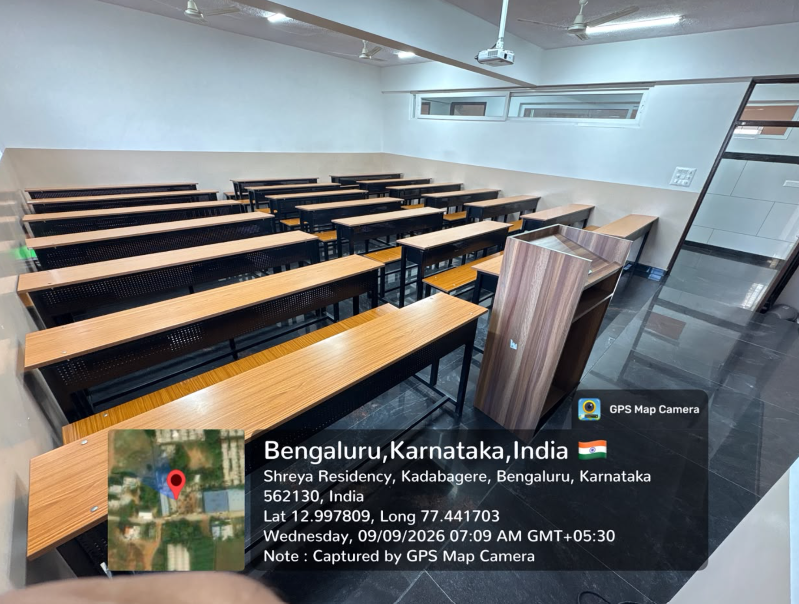 GPS Map Camera
Bengaluru,Karnataka,India 🇮🇳
Shreya Residency, Kadabagere, Bengaluru, Karnataka
562130, India
Lat 12.997809, Long 77.441703
Wednesday, 09/09/2026 07:09 AM GMT+05:30
Note : Captured by GPS Map Camera